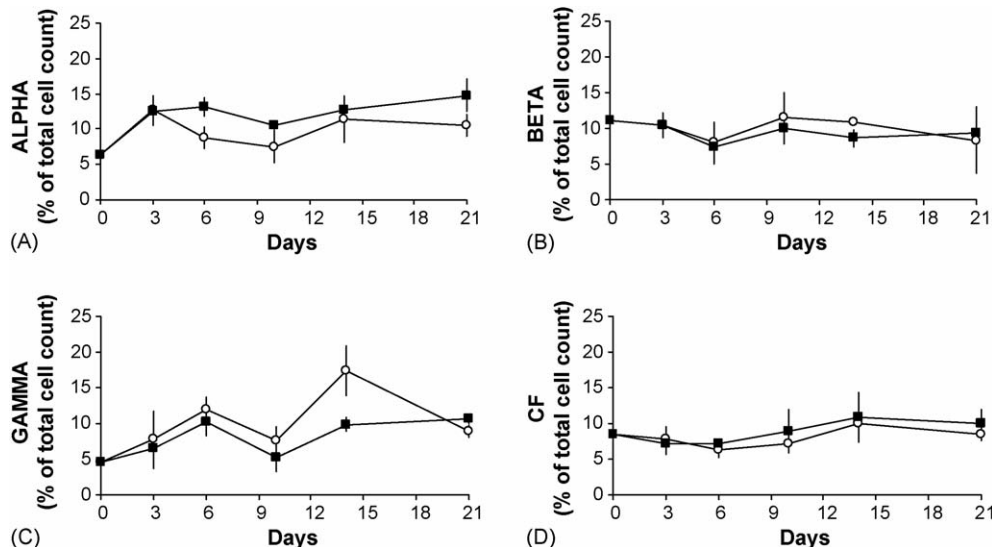 ALPHA
(% of total cell count)
25
20
15
10
5
0
0 3 6 9 12 15 18 21
Days
(A)
BETA
(% of total cell count)
25
20
15
10
5
0
0 3 6 9 12 15 18 21
Days
(B)
GAMMA
(% of total cell count)
25
20
15
10
5
0
0 3 6 9 12 15 18 21
Days
(C)
CF
(% of total cell count)
25
20
15
10
5
0
0 3 6 9 12 15 18 21
Days
(D)